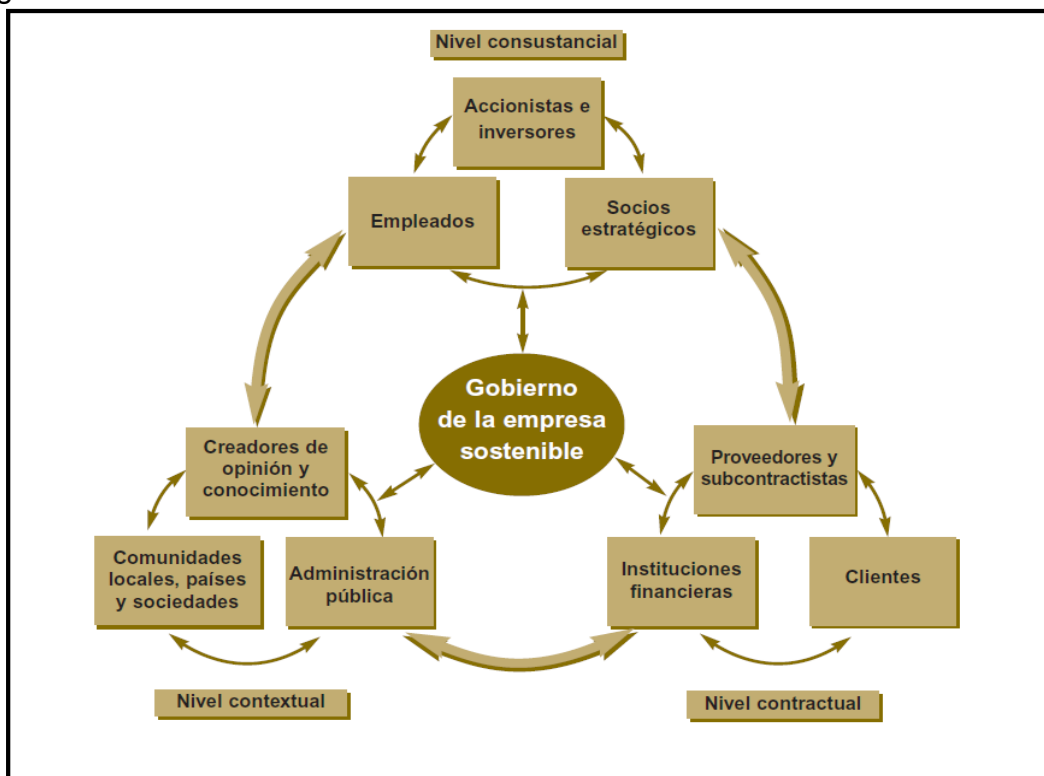 Nivel consustancial
Accionistas e
inversores
Empleados
Socios
estratégicos
Gobierno
de la empresa
sostenible
Creadores de
opinión y
conocimiento
Proveedores y
subcontractistas
Comunidades
locales, países
y sociedades
Administración
pública
Instituciones
financieras
Clientes
Nivel contextual
Nivel contractual